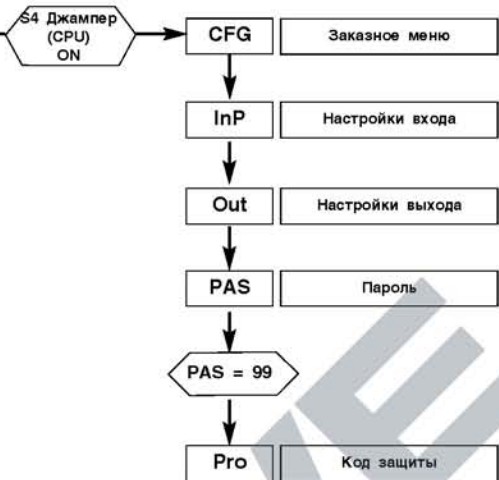 S4 Джампер
(CPU)
ON
CFG
Заказное меню
InP
Настройки входа
Out
Настройки выхода
PAS
Пароль
PAS = 99
Pro
Код защиты